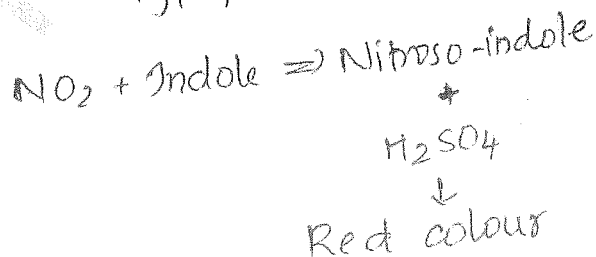 NO2 + Indole => Nitroso-indole
+
H2SO4
↓
Red colour